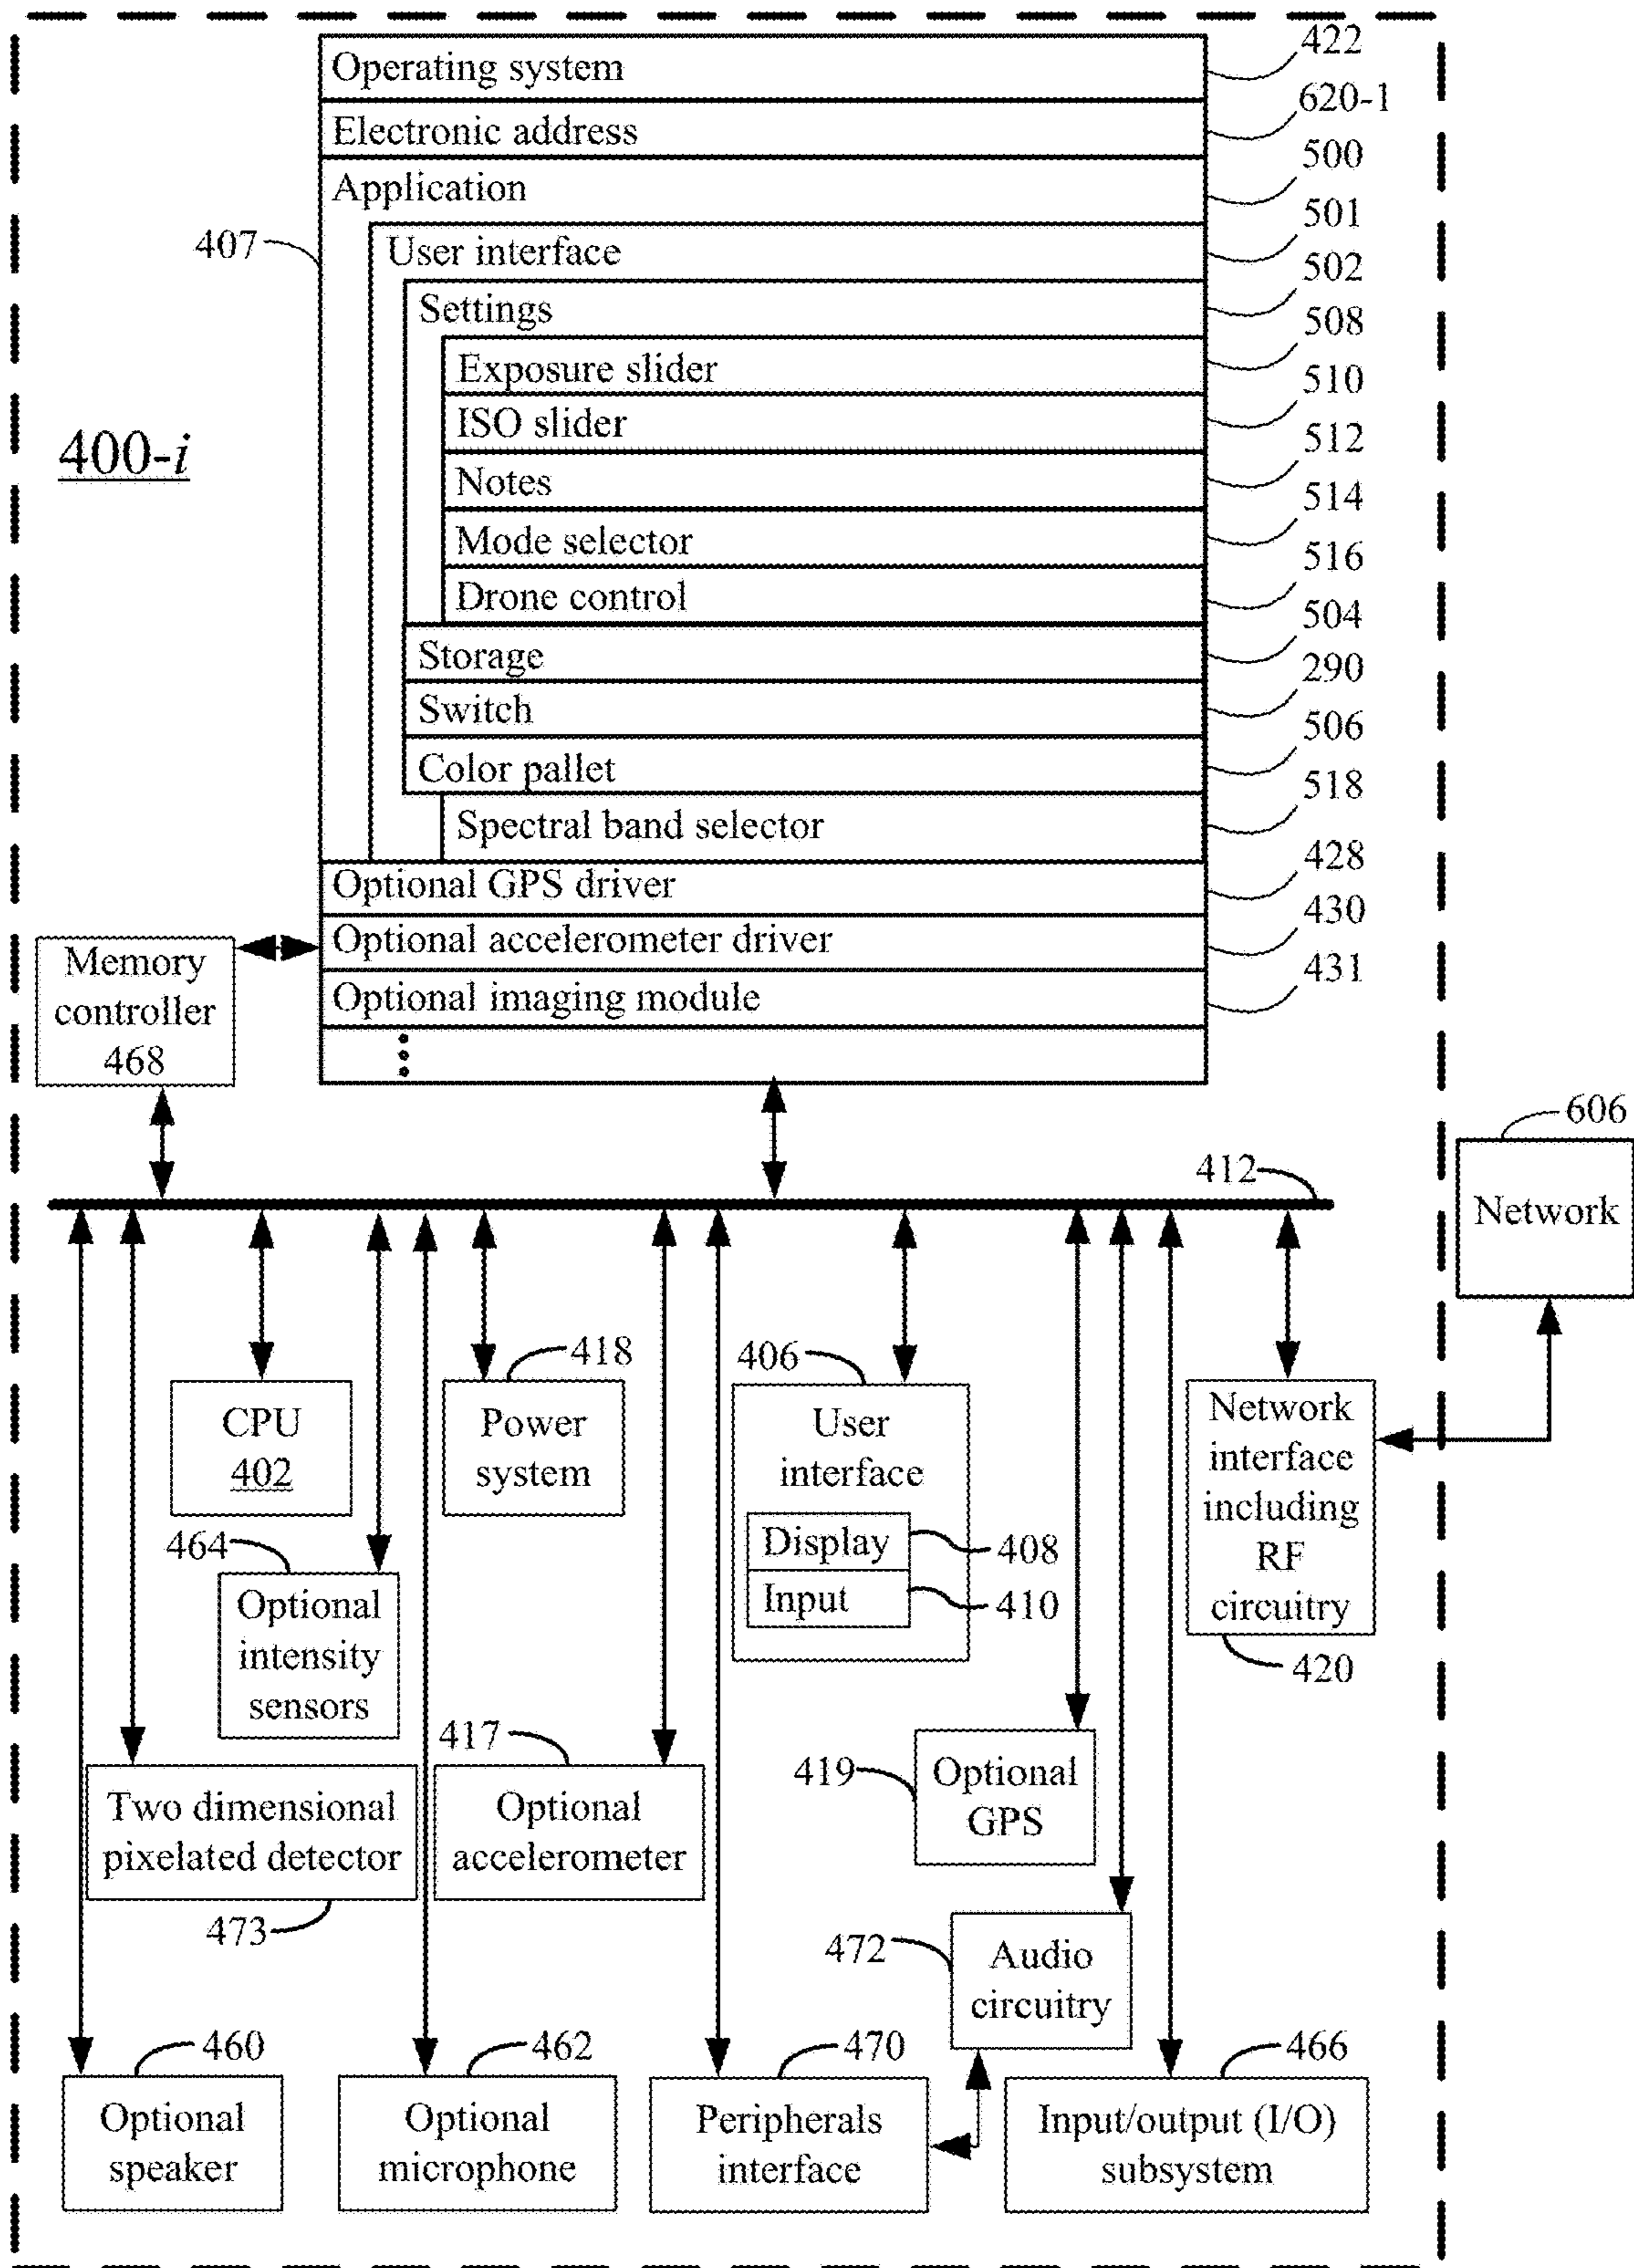 Operating system 422
Electronic address 620-1
Application 500
User interface 501
407
Settings 502
Exposure slider 508
ISO slider 510
400-i
Notes 512
Mode selector 514
Drone control 516
Storage 504
Switch 290
Color pallet 506
Spectral band selector 518
Optional GPS driver 428
Optional accelerometer driver 430
Optional imaging module 431
Memory
controller
468
606
Network
412
CPU
402
418
Power
system
406
User
interface
Display 408
Input 410
Network
interface
including
RF
circuitry
420
464
Optional
intensity
sensors
Two dimensional
pixelated detector
473
417
Optional
accelerometer
419
Optional
GPS
472
Audio
circuitry
460
Optional
speaker
462
Optional
microphone
470
Peripherals
interface
466
Input/output (I/O)
subsystem